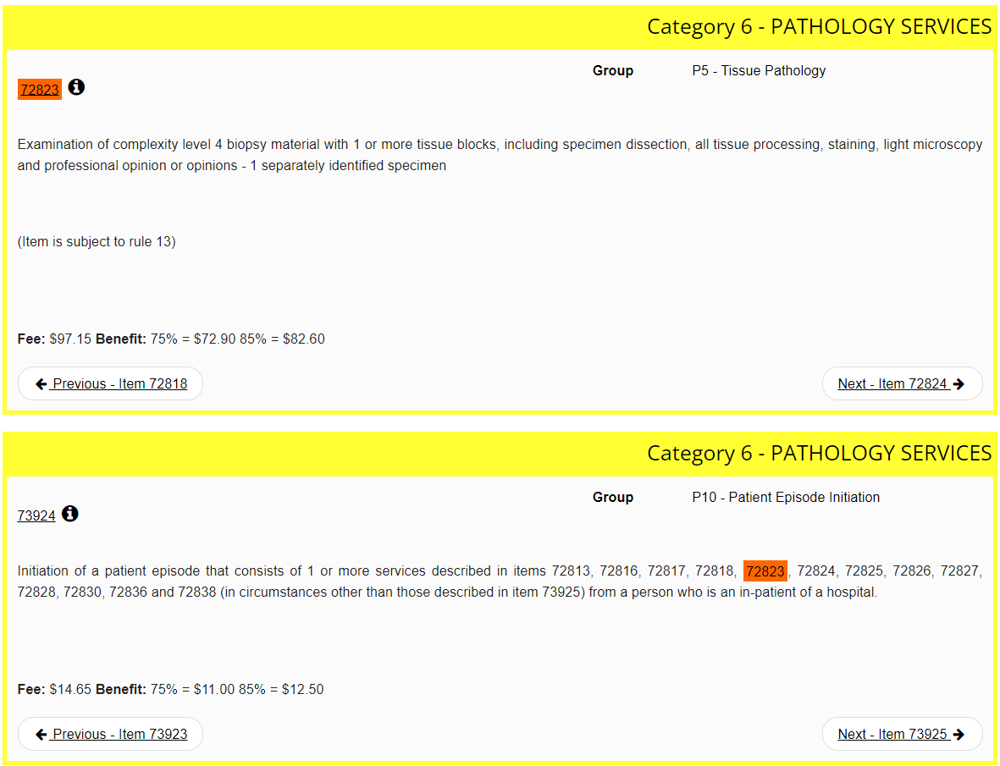 Category 6 - PATHOLOGY SERVICES
Group P5 - Tissue Pathology
72823
Examination of complexity level 4 biopsy material with 1 or more tissue blocks, including specimen dissection, all tissue processing, staining, light microscopy
and professional opinion or opinions - 1 separately identified specimen
(Item is subject to rule 13)
Fee: $97.15 Benefit: 75% = $72.90 85% = $82.60
Previous - Item 72818
Next - Item 72824
Category 6 - PATHOLOGY SERVICES
Group P10 - Patient Episode Initiation
73924
Initiation of a patient episode that consists of 1 or more services described in items 72813, 72816, 72817, 72818, 72823, 72824, 72825, 72826, 72827,
72828, 72830, 72836 and 72838 (in circumstances other than those described in item 73925) from a person who is an in-patient of a hospital.
Fee: $14.65 Benefit: 75% = $11.00 85% = $12.50
Previous - Item 73923
Next - Item 73925